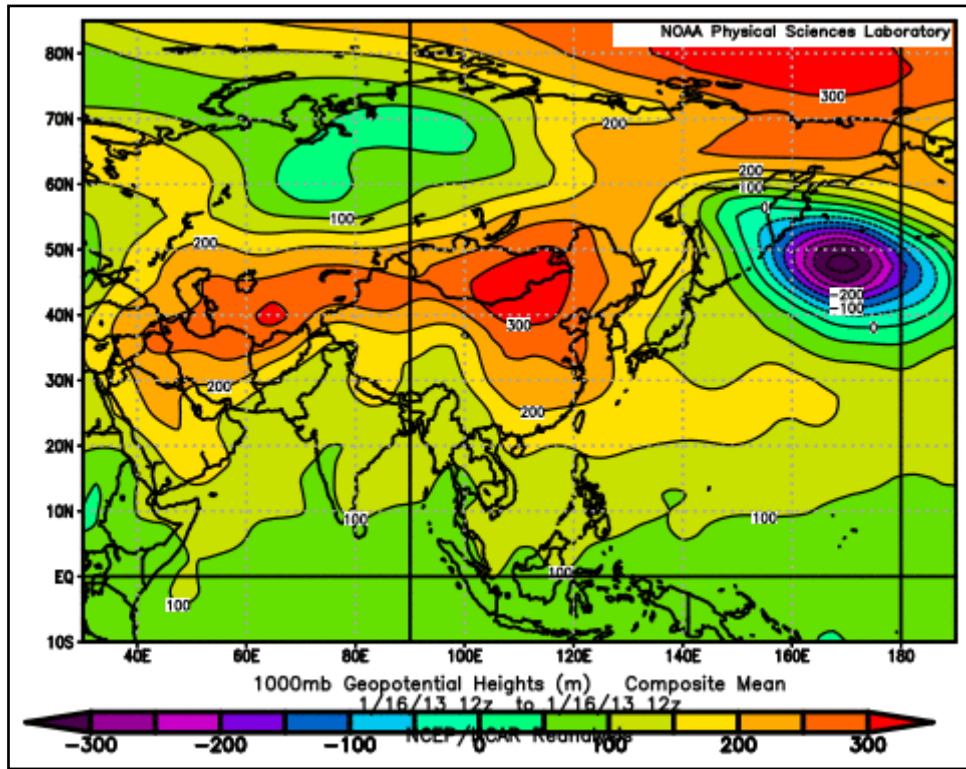 NOAA Physical Sciences Laboratory
80N
70N
60N
50N
40N
30N
20N
10N
EQ
10S
300
200
200
100
0
100
200
-200
-100
0
300
200
200
100
100
100
100
40E
60E
80E
100E
120E
140E
160E
180
1000mb Geopotential Heights (m) Composite Mean
1/16/13 12z to 1/16/13 12z
NCEP/NCAR Reanalysis
-300
-200
-100
0
100
200
300